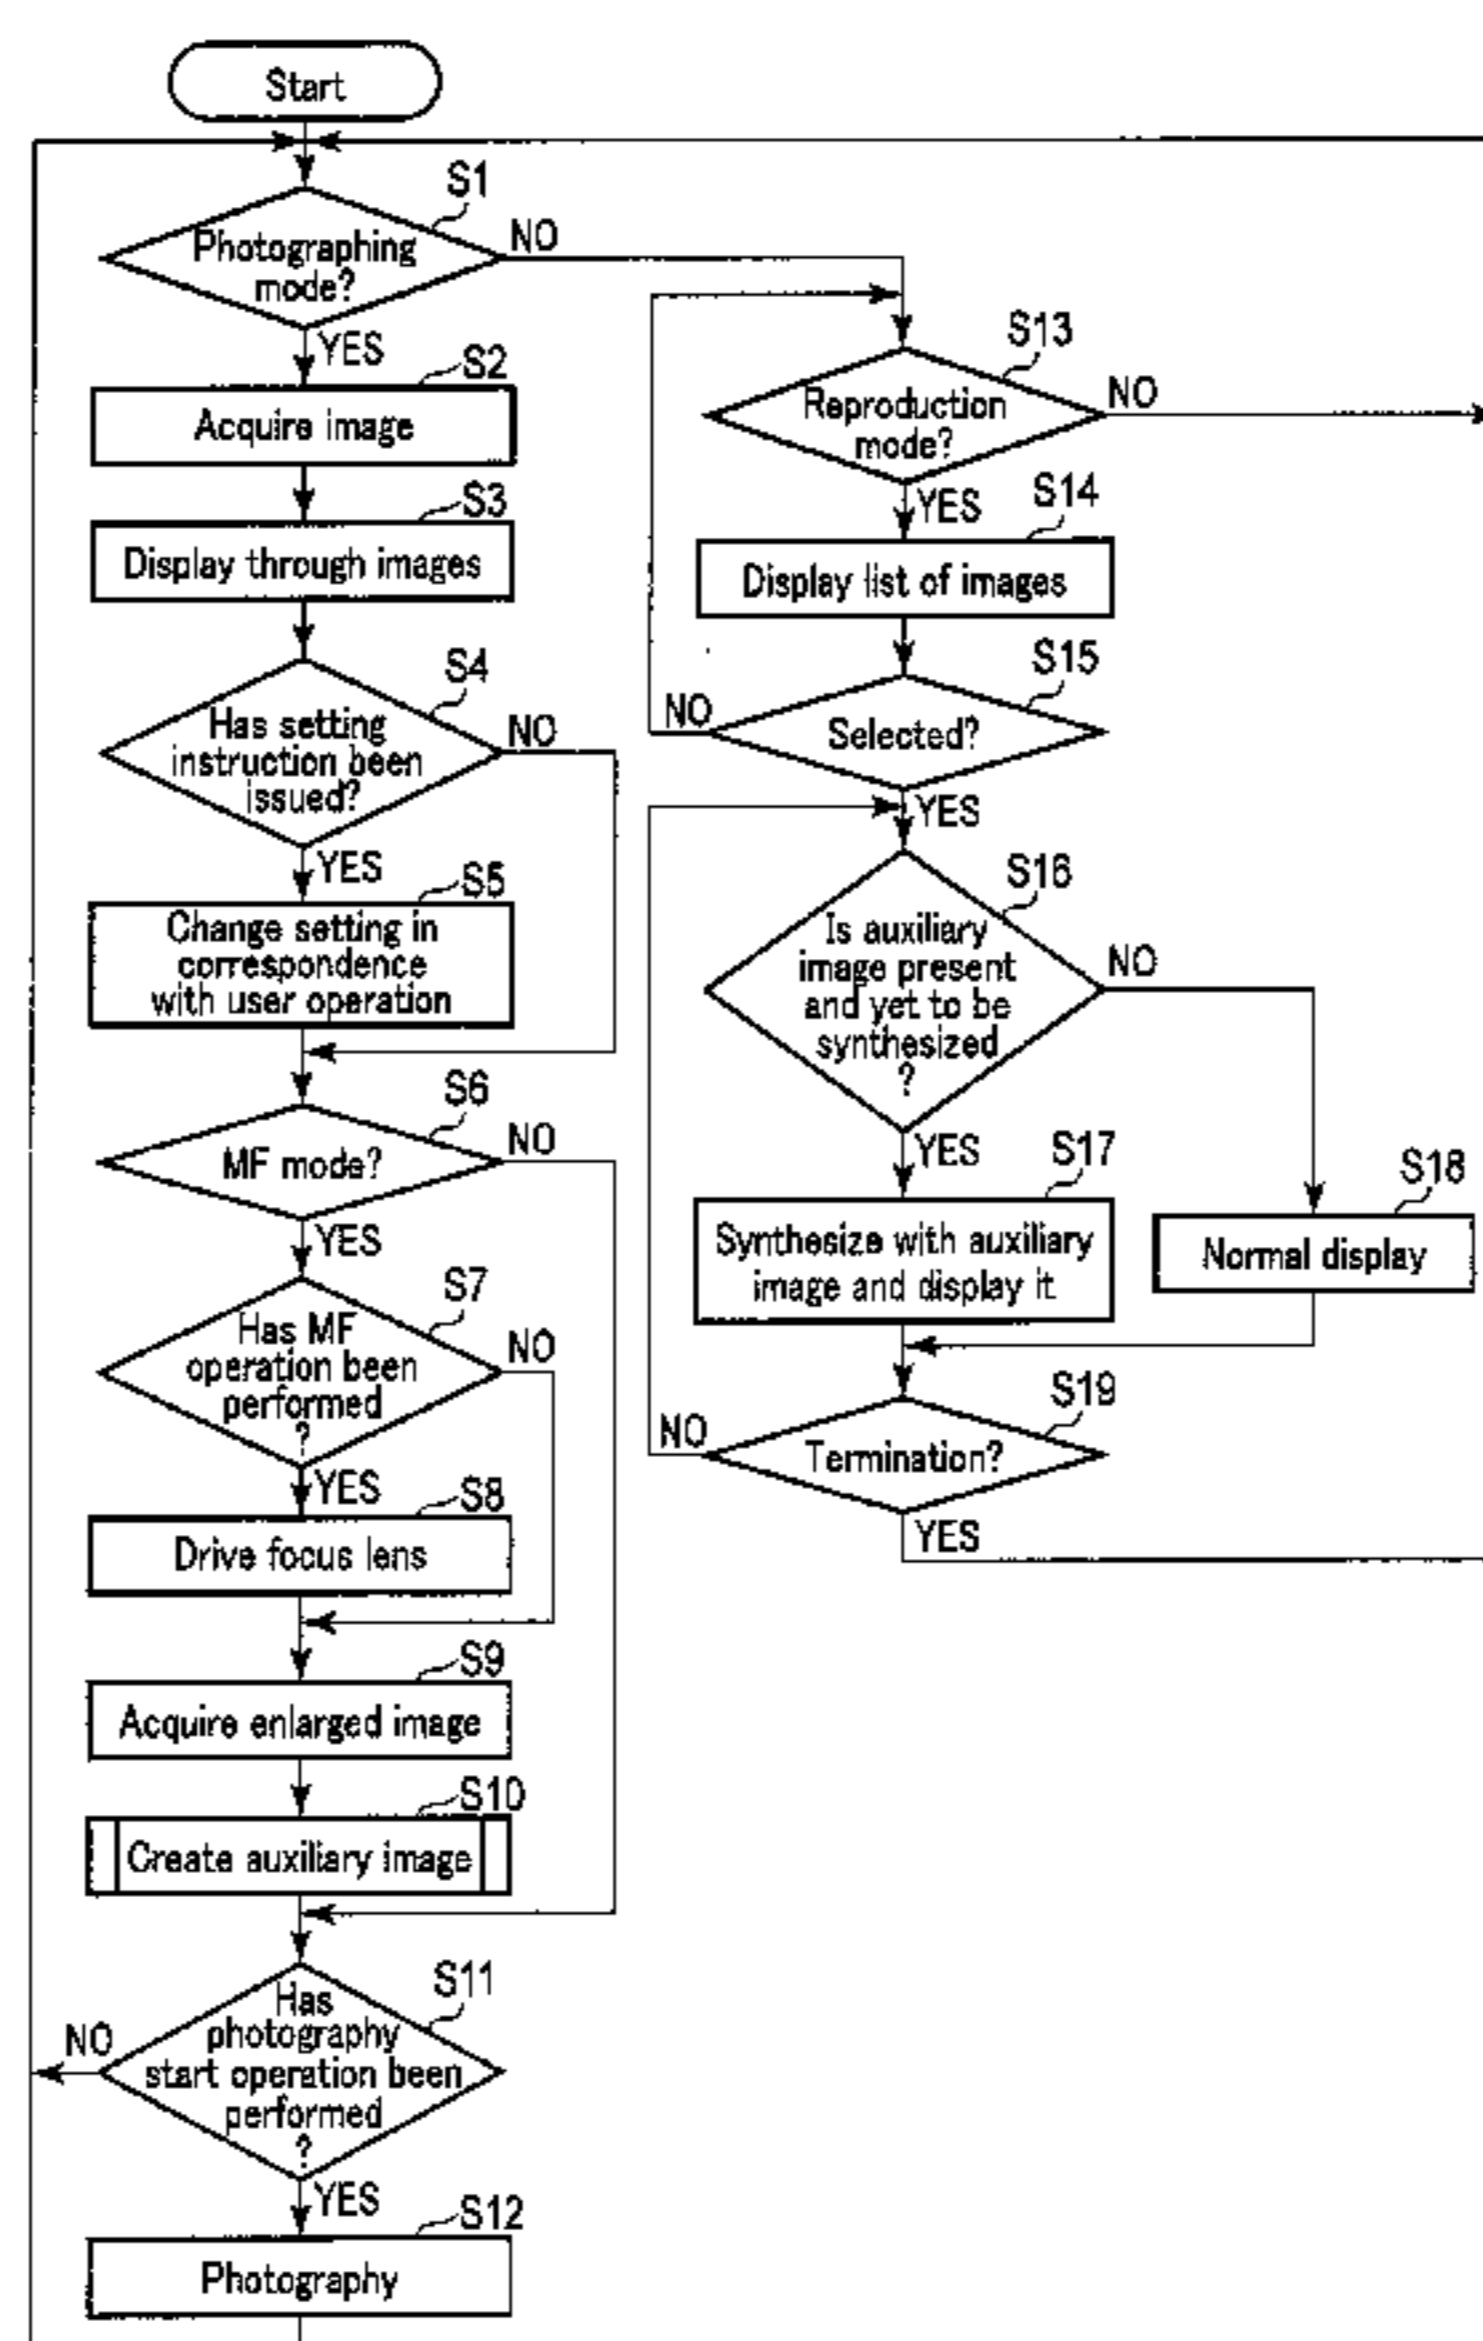 Start
S1
Photographing
mode?
NO
YES
S2
Acquire image
S3
Display through images
S4
Has setting
instruction been
issued?
NO
YES
S5
Change setting in
correspondence
with user operation
S6
MF mode?
NO
YES
S7
Has MF
operation been
performed
?
NO
YES
S8
Drive focus lens
S9
Acquire enlarged image
S10
Create auxiliary image
S11
Has
photography
start operation been
performed
?
NO
YES
S12
Photography
S13
Reproduction
mode?
NO
YES
S14
Display list of images
S15
Selected?
NO
YES
S16
Is auxiliary
image present
and yet to be
synthesized
?
NO
YES
S17
Synthesize with auxiliary
image and display it
S18
Normal display
S19
Termination?
NO
YES